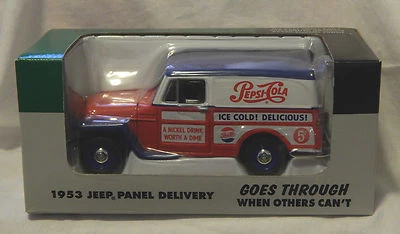 PEPSI-COLA
ICE COLD! DELICIOUS!
A NICKEL DRINK
WORTH A DIME
5¢
1953 JEEP® PANEL DELIVERY
GOES THROUGH
WHEN OTHERS CAN'T